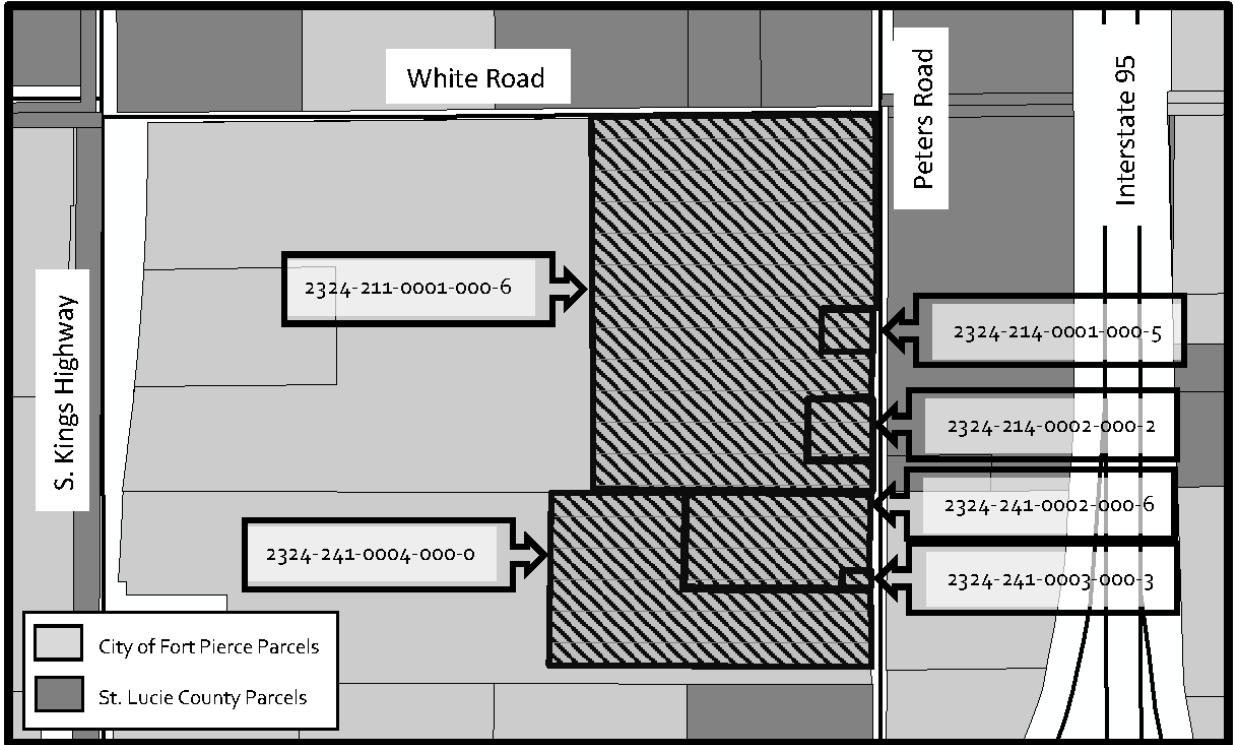 White Road
Peters Road
Interstate 95
S. Kings Highway
2324-211-0001-000-6
2324-214-0001-000-5
2324-214-0002-000-2
2324-241-0002-000-6
2324-241-0004-000-0
2324-241-0003-000-3
City of Fort Pierce Parcels
St. Lucie County Parcels